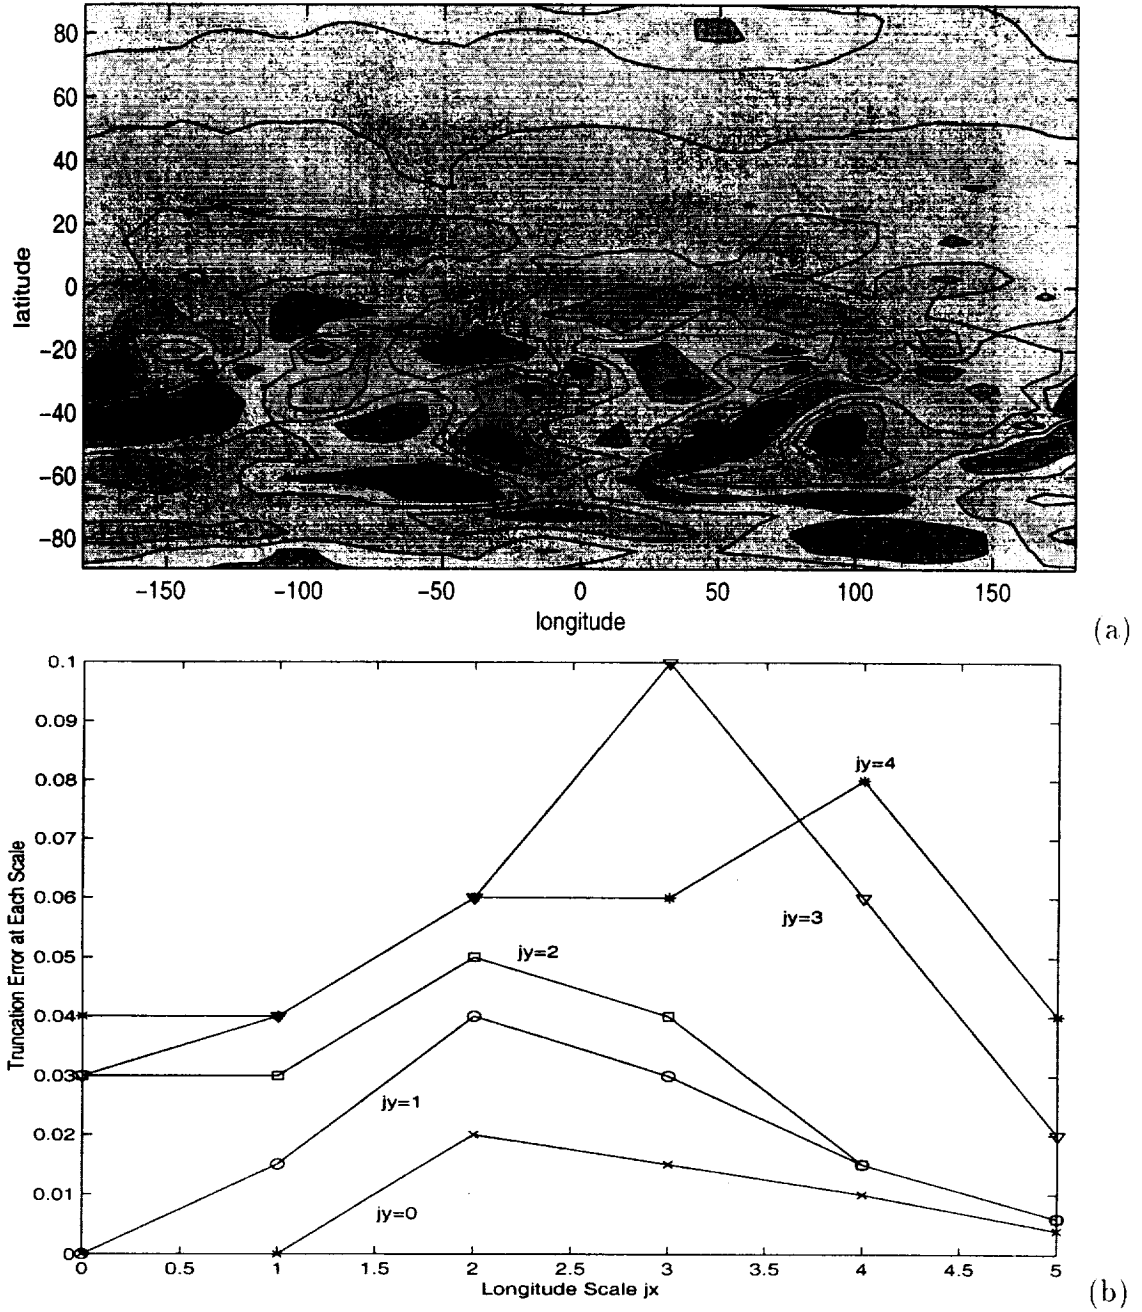 80
60
40
20
0
−20
−40
−60
−80
latitude
−150 −100 −50 0 50 100 150
longitude
(a)
0.1
0.09
0.08
0.07
0.06
0.05
0.04
0.03
0.02
0.01
0
Truncation Error at Each Scale
jy=4
jy=3
jy=2
jy=1
jy=0
0 0.5 1 1.5 2 2.5 3 3.5 4 4.5 5
Longitude Scale jx
(b)